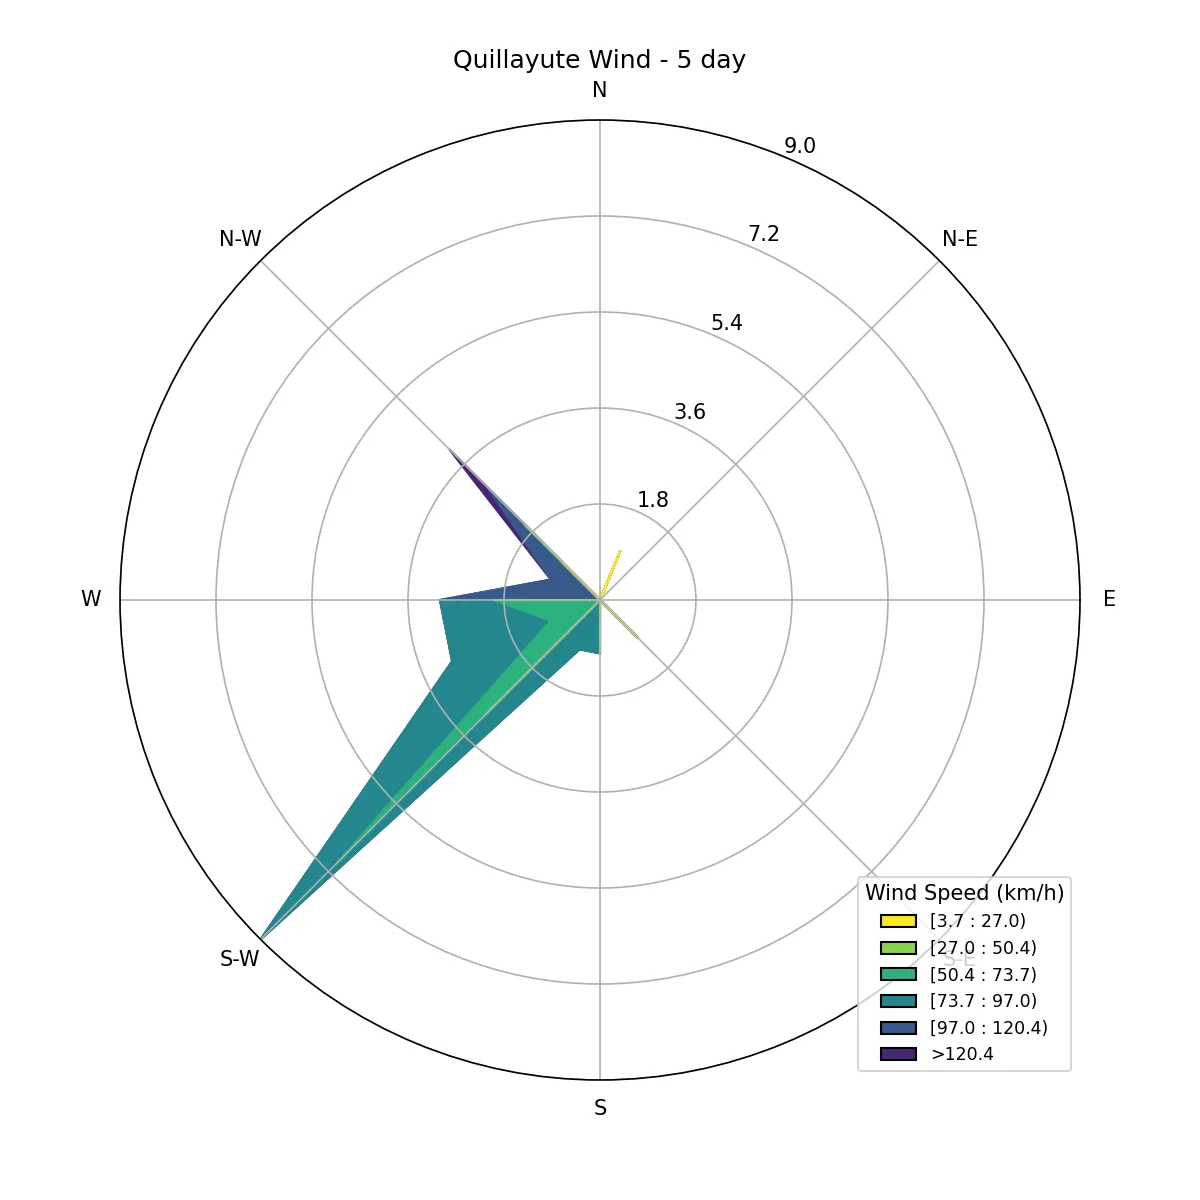 Quillayute Wind - 5 day
N
9.0
7.2
N-W
N-E
5.4
3.6
1.8
W
E
Wind Speed (km/h)
[3.7 : 27.0)
[27.0 : 50.4)
S-W
S-E
[50.4 : 73.7)
[73.7 : 97.0)
[97.0 : 120.4)
>120.4
S